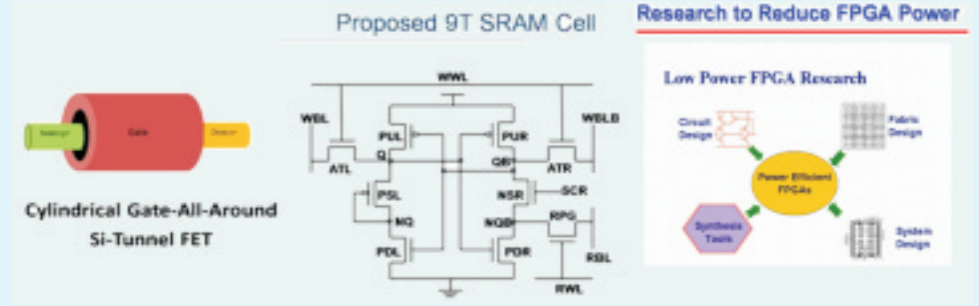 Proposed 9T SRAM Cell
Research to Reduce FPGA Power
Gate
Cylindrical Gate-All-Around
Si-Tunnel FET
WWL
WBL
WBLB
PUL
PUR
Q
QB
ATL
ATR
PSL
NSR
SCR
NQ
NQB
RPG
PDL
PDR
RBL
RWL
Low Power FPGA Research
Circuit
Design
Fabric
Design
Power Efficient
FPGAs
Synthesis
Tools
System
Design